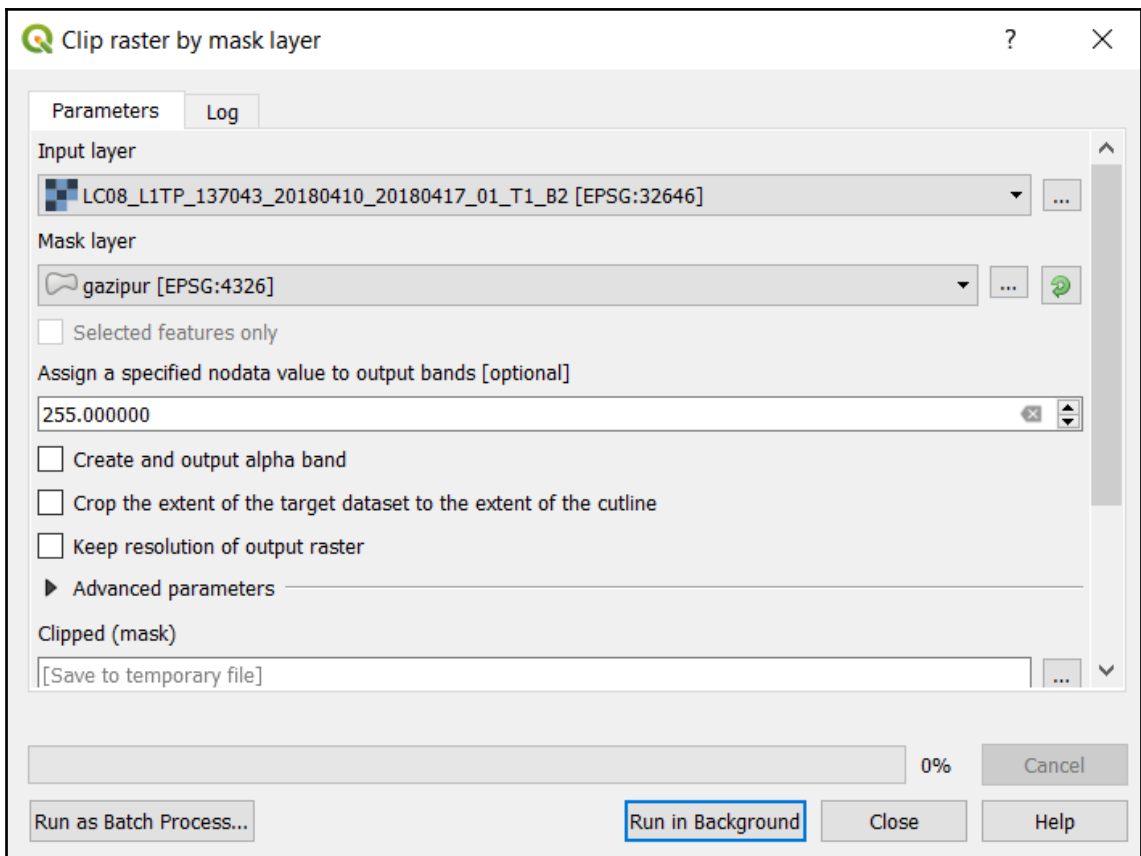 Clip raster by mask layer
?
Parameters
Log
Input layer
LC08_L1TP_137043_20180410_20180417_01_T1_B2 [EPSG:32646]
...
Mask layer
gazipur [EPSG:4326]
...
Selected features only
Assign a specified nodata value to output bands [optional]
255.000000
Create and output alpha band
Crop the extent of the target dataset to the extent of the cutline
Keep resolution of output raster
Advanced parameters
Clipped (mask)
[Save to temporary file]
...
0%
Cancel
Run as Batch Process...
Run in Background
Close
Help